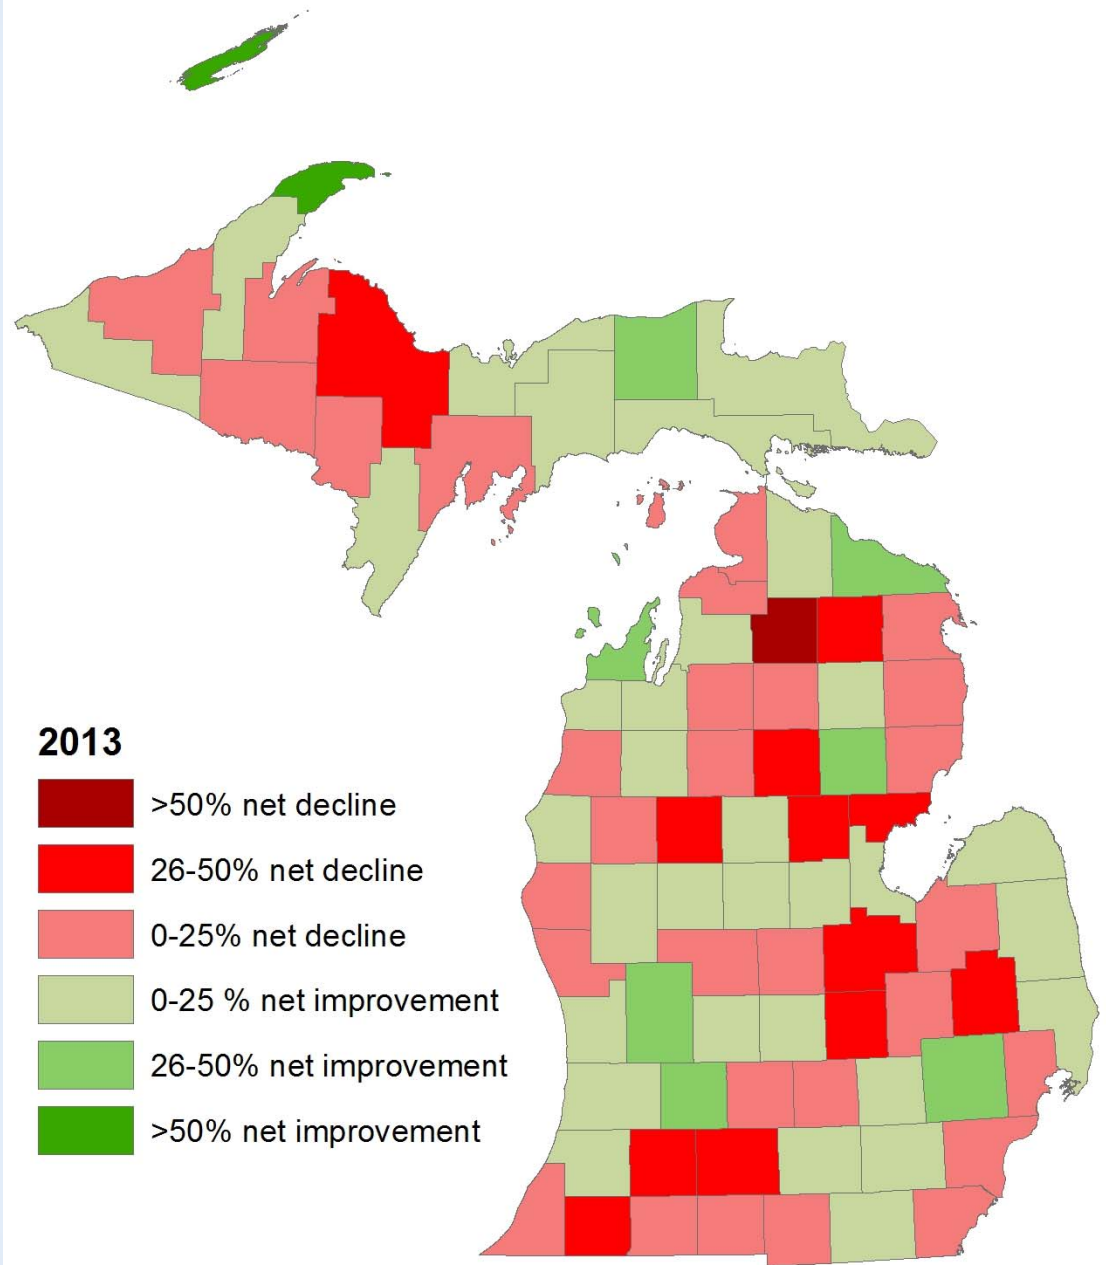 2013
>50% net decline
26-50% net decline
0-25% net decline
0-25 % net improvement
26-50% net improvement
>50% net improvement